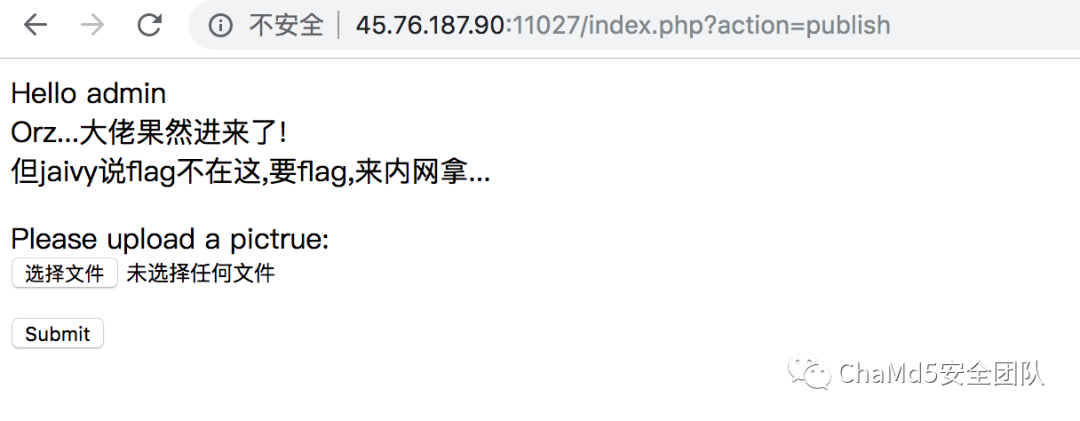 不安全 45.76.187.90:11027/index.php?action=publish
Hello admin
Orz...大佬果然进来了!
但jaivy说flag不在这,要flag,来内网拿...
Please upload a pictrue:
选择文件 未选择任何文件
Submit
ChaMd5安全团队